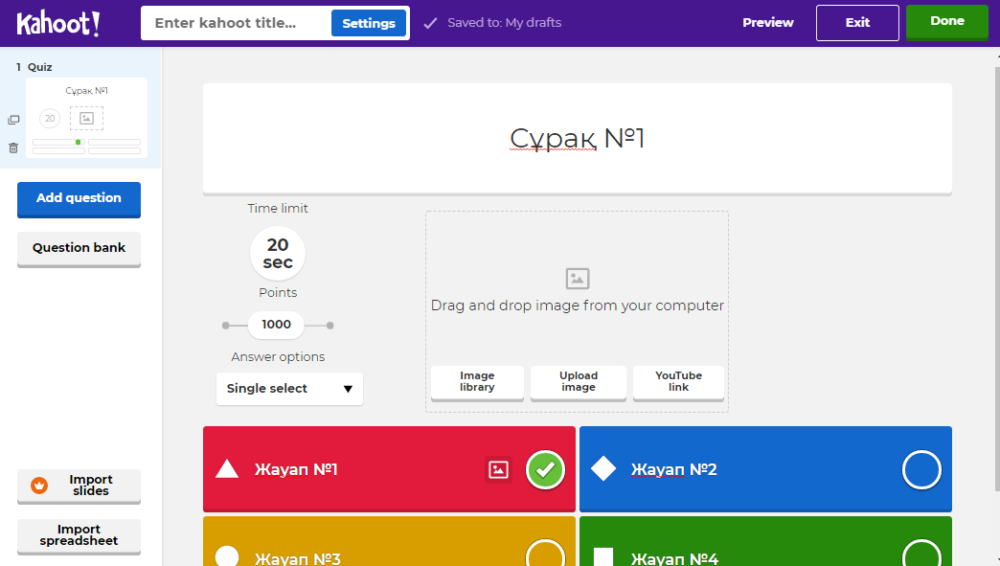 Kahoot!
Enter kahoot title...
Settings
Saved to: My drafts
Preview
Exit
Done
1 Quiz
Сұрақ №1
20
Add question
Question bank
Import
slides
Import
spreadsheet
Сұрақ №1
Time limit
20
sec
Points
1000
Answer options
Single select
Drag and drop image from your computer
Image
library
Upload
image
YouTube
link
Жауап №1
Жауап №2
Жауап №3
Жауап №4